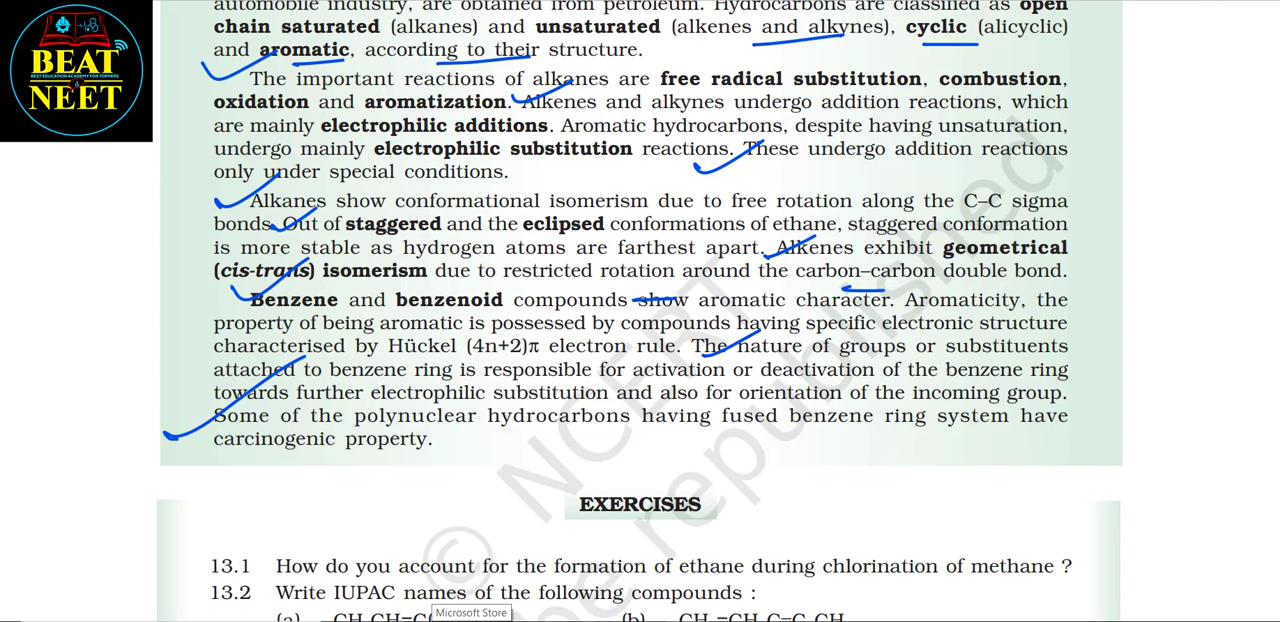 BEAT
BEST EDUCATION ACADEMY FOR TOPPERS
NEET
automobile industry, are obtained from petroleum. Hydrocarbons are classified as open
chain saturated (alkanes) and unsaturated (alkenes and alkynes), cyclic (alicyclic)
and aromatic, according to their structure.
The important reactions of alkanes are free radical substitution, combustion,
oxidation and aromatization. Alkenes and alkynes undergo addition reactions, which
are mainly electrophilic additions. Aromatic hydrocarbons, despite having unsaturation,
undergo mainly electrophilic substitution reactions. These undergo addition reactions
only under special conditions.
Alkanes show conformational isomerism due to free rotation along the C–C sigma
bonds. Out of staggered and the eclipsed conformations of ethane, staggered conformation
is more stable as hydrogen atoms are farthest apart. Alkenes exhibit geometrical
(cis-trans) isomerism due to restricted rotation around the carbon–carbon double bond.
Benzene and benzenoid compounds show aromatic character. Aromaticity, the
property of being aromatic is possessed by compounds having specific electronic structure
characterised by Hückel (4n+2)π electron rule. The nature of groups or substituents
attached to benzene ring is responsible for activation or deactivation of the benzene ring
towards further electrophilic substitution and also for orientation of the incoming group.
Some of the polynuclear hydrocarbons having fused benzene ring system have
carcinogenic property.
© NCERT
be republished
EXERCISES
13.1 How do you account for the formation of ethane during chlorination of methane ?
13.2 Write IUPAC names of the following compounds :
Microsoft Store